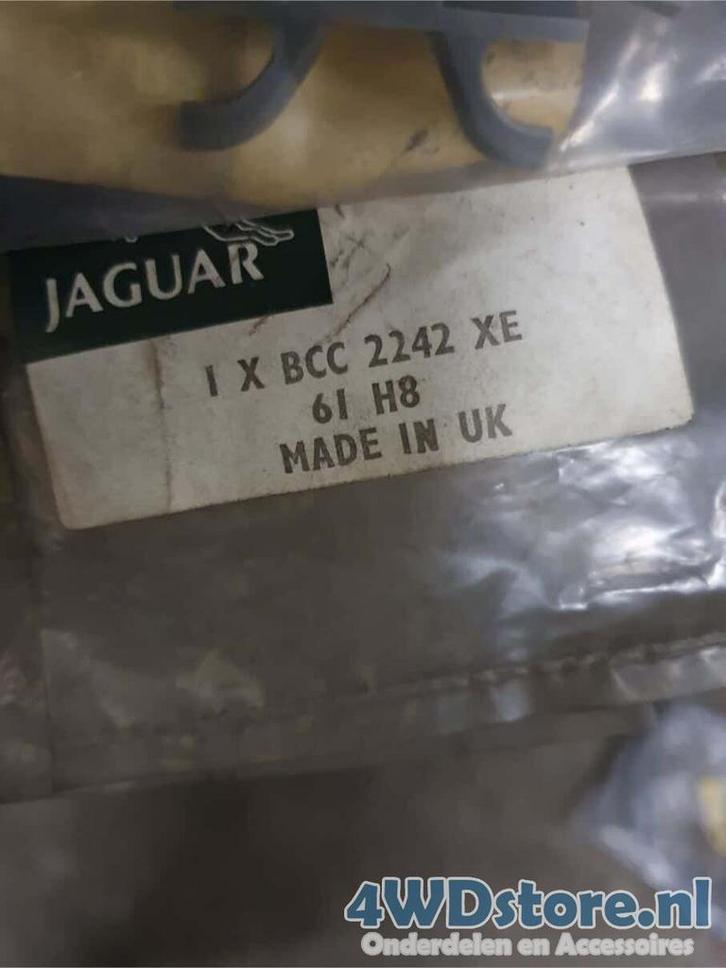 JAGUAR
1 X BCC 2242 XE
61 H8
MADE IN UK
4WDstore.nl
Onderdelen en Accessoires